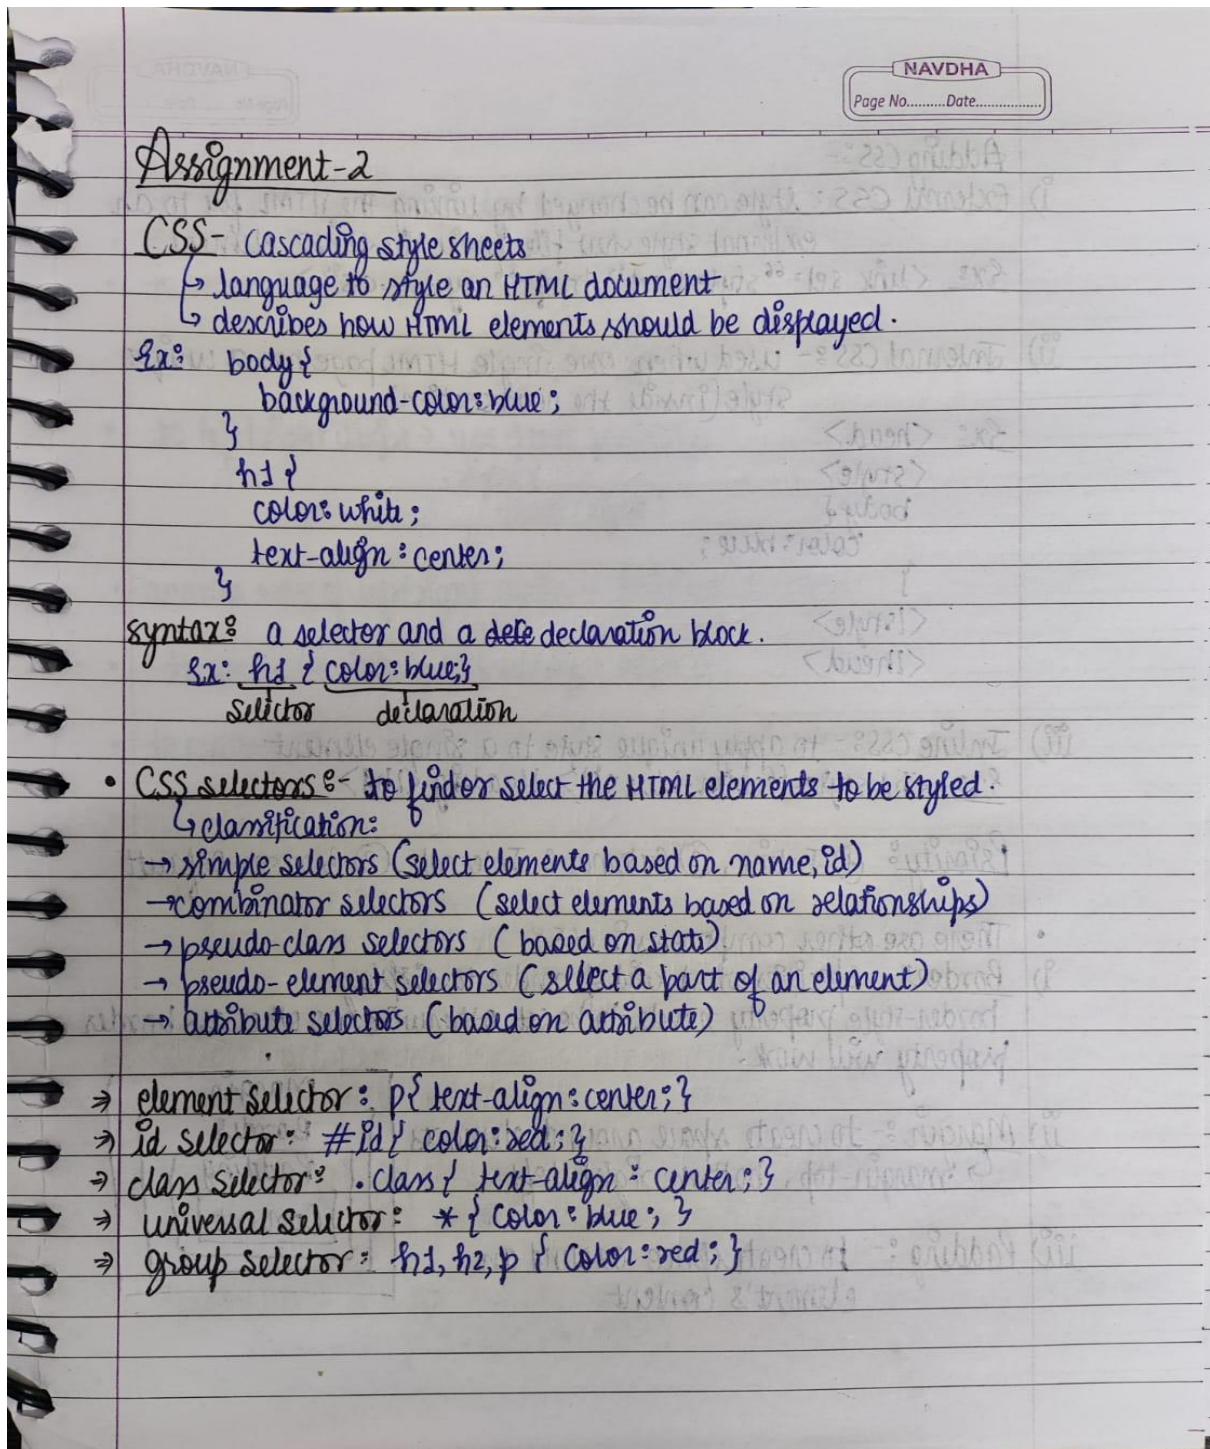 NAVDHA
Page No..........Date.................
Assignment-2
CSS- Cascading style sheets
↳ language to style an HTML document
↳ describes how HTML elements should be displayed.
Ex: body {
background-color: blue;
}
h1 {
color: white;
text-align: center;
}
syntax: a selector and a dele declaration block.
Ex: h1 { color: blue;}
selector declaration
• CSS selectors:- to find or select the HTML elements to be styled.
↳ classification:
→ simple selectors (select elements based on name, id)
→ combinator selectors (select elements based on relationships)
→ pseudo-class selectors (based on state)
→ pseudo-element selectors (select a part of an element)
→ attribute selectors (based on attribute)
⇒ element selector: p{ text-align: center; }
⇒ id selector: #id{ color: red; }
⇒ class selector: .class{ text-align: center; }
⇒ universal selector: *{ color: blue; }
⇒ group selector: h1, h2, p { color: red; }